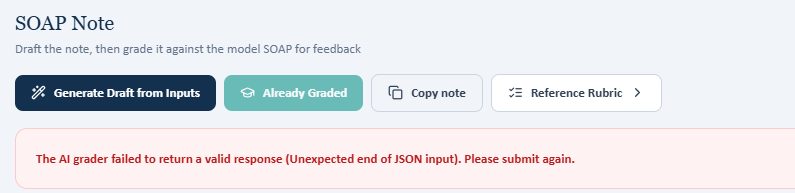 SOAP Note
Draft the note, then grade it against the model SOAP for feedback
Generate Draft from Inputs
Already Graded
Copy note
Reference Rubric
The AI grader failed to return a valid response (Unexpected end of JSON input). Please submit again.